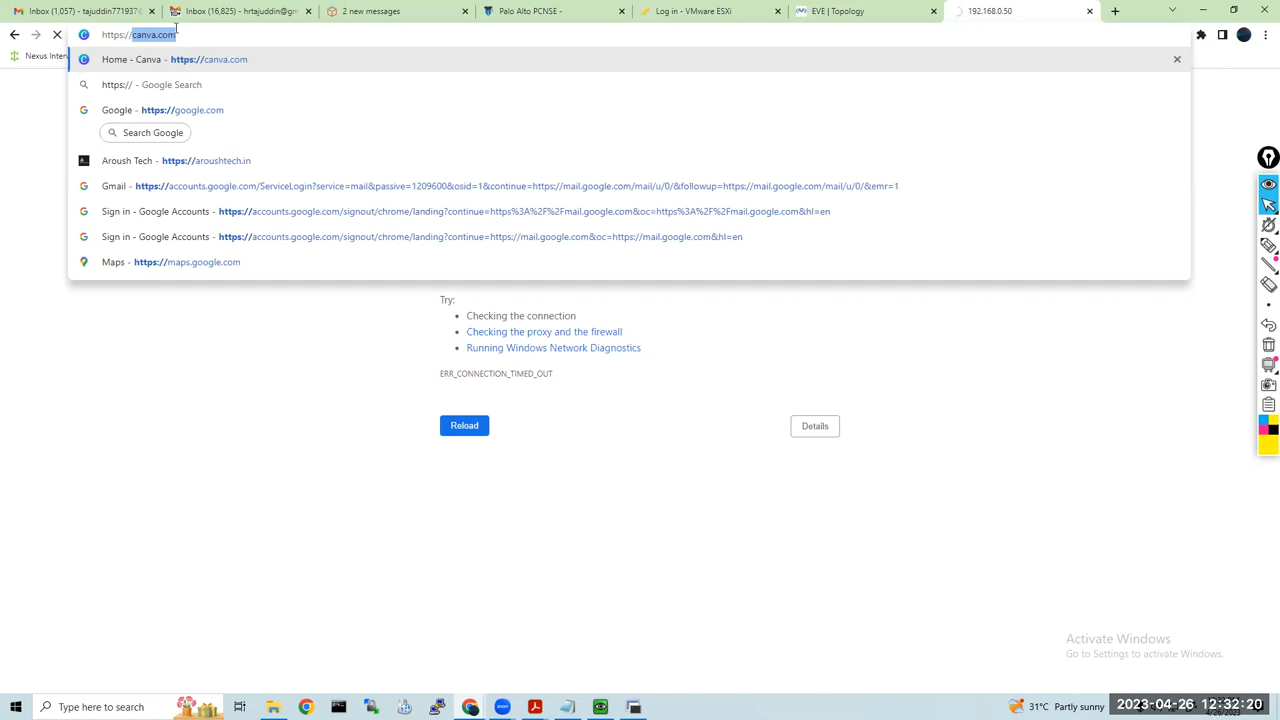 Inbox (1,057) - tajuddin71937@
Inbox (16,825) - hrtajuddin@gm
2 new messages
Palo Alto PCNSE -
Log in - VMware ESXi
EVE | Topology
192.168.0.50
https://canva.com
Nexus Interv
Home - Canva - https://canva.com
https:// - Google Search
Google - https://google.com
Search Google
Aroush Tech - https://aroushtech.in
Gmail - https://accounts.google.com/ServiceLogin?service=mail&passive=1209600&osid=1&continue=https://mail.google.com/mail/u/0/&followup=https://mail.google.com/mail/u/0/&emr=1
Sign in - Google Accounts - https://accounts.google.com/signout/chrome/landing?continue=https%3A%2F%2Fmail.google.com&oc=https%3A%2F%2Fmail.google.com&hl=en
Sign in - Google Accounts - https://accounts.google.com/signout/chrome/landing?continue=https://mail.google.com&oc=https://mail.google.com&hl=en
Maps - https://maps.google.com
Try:
• Checking the connection
• Checking the proxy and the firewall
• Running Windows Network Diagnostics
ERR_CONNECTION_TIMED_OUT
Reload
Details
Activate Windows
Go to Settings to activate Windows.
Type here to search
31°C Partly sunny
2023-04-26 12:32:20